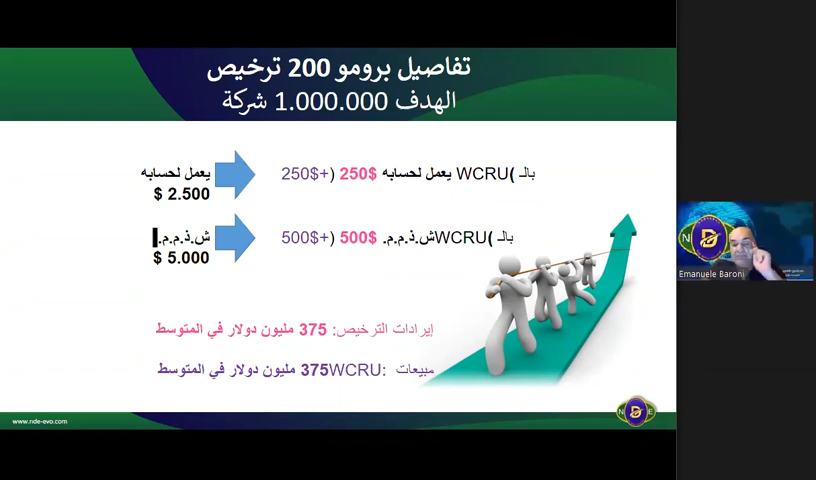 تفاصيل برومو 200 ترخيص
الهدف 1.000.000 شركة
بالـ )WCRU يعمل لحسابه 250$ (+250$
يعمل لحسابه
2.500 $
بالـ )WCRUش.ذ.م.م. 500$ (+500$
ش.ذ.م.م.
5.000 $
إيرادات الترخيص: 375 مليون دولار في المتوسط
مبيعات WCRU: 375 مليون دولار في المتوسط
www.nde-evo.com
N D E
N D
Emanuele Baroni